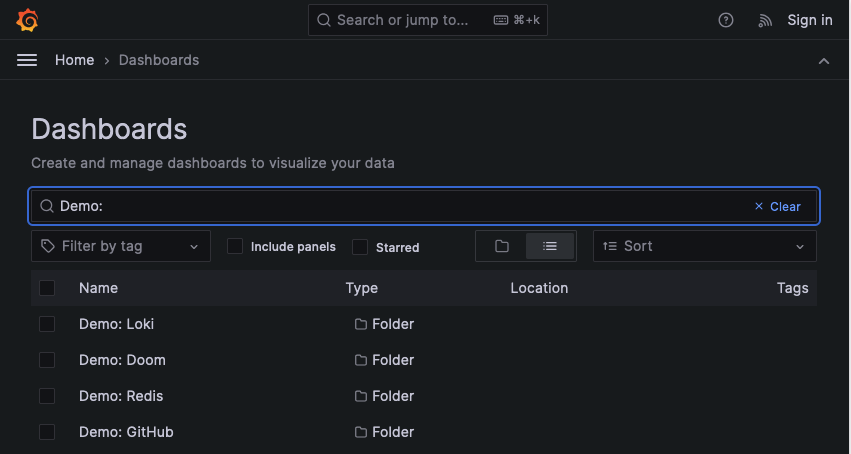 Search or jump to... ⌘+k Sign in
Home › Dashboards
Dashboards
Create and manage dashboards to visualize your data
Demo: × Clear
Filter by tag Include panels Starred Sort
Name Type Location Tags
Demo: Loki Folder
Demo: Doom Folder
Demo: Redis Folder
Demo: GitHub Folder